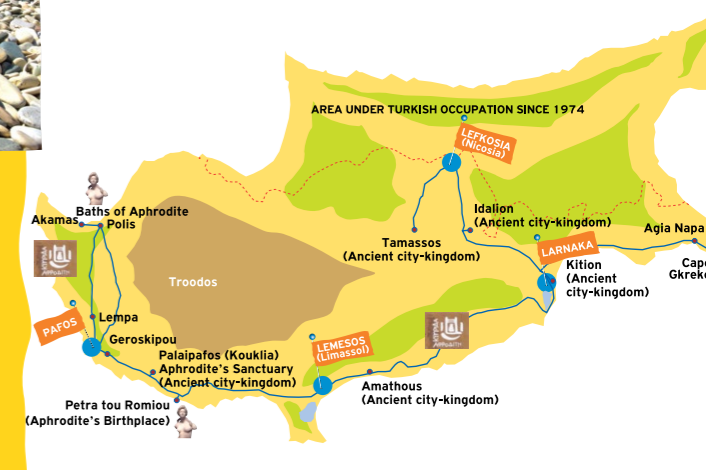 AREA UNDER TURKISH OCCUPATION SINCE 1974
LEFKOSIA
(Nicosia)
Baths of Aphrodite
Akamas
Polis
Idalion
(Ancient city-kingdom)
Agia Napa
Tamassos
(Ancient city-kingdom)
LARNAKA
Cape
Gkreko
Kition
(Ancient
city-kingdom)
Troodos
PAFOS
Lempa
Geroskipou
LEMESOS
(Limassol)
Palaipafos (Kouklia)
Aphrodite's Sanctuary
(Ancient city-kingdom)
Amathous
(Ancient city-kingdom)
Petra tou Romiou
(Aphrodite's Birthplace)